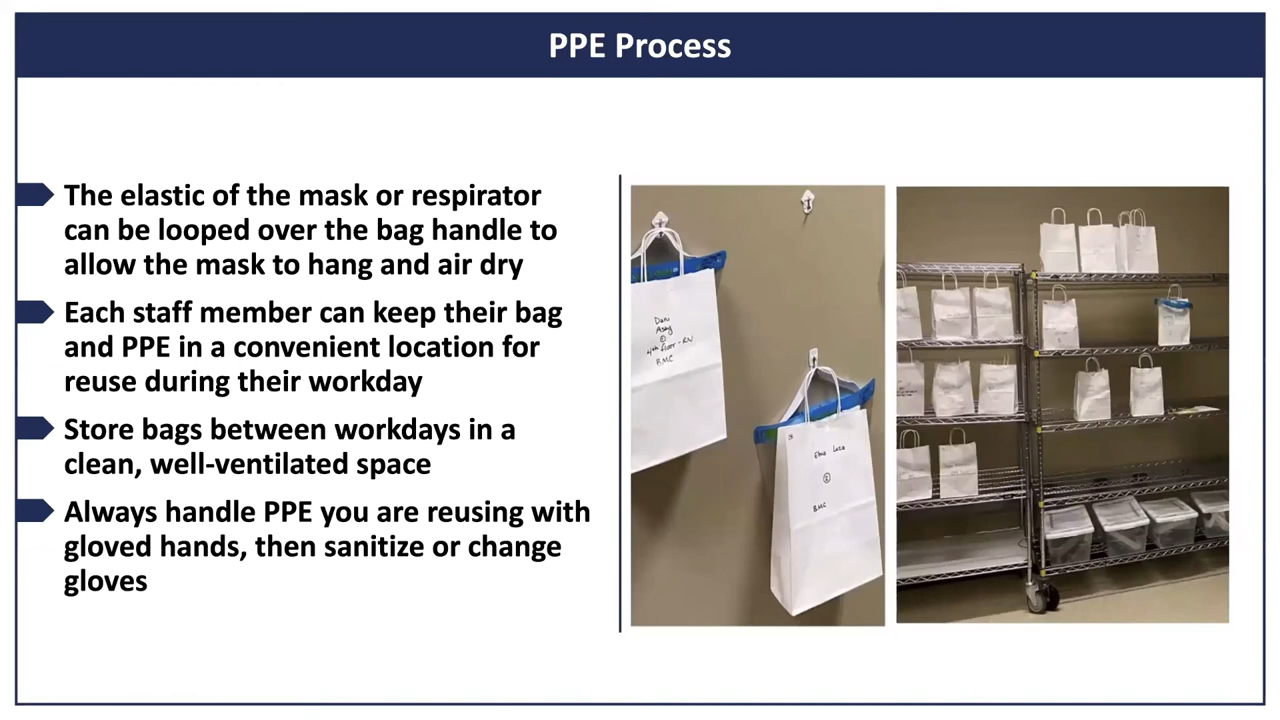 PPE Process
The elastic of the mask or respirator
can be looped over the bag handle to
allow the mask to hang and air dry
Each staff member can keep their bag
and PPE in a convenient location for
reuse during their workday
Store bags between workdays in a
clean, well-ventilated space
Always handle PPE you are reusing with
gloved hands, then sanitize or change
gloves
4th floor - RN
BMC
BMC